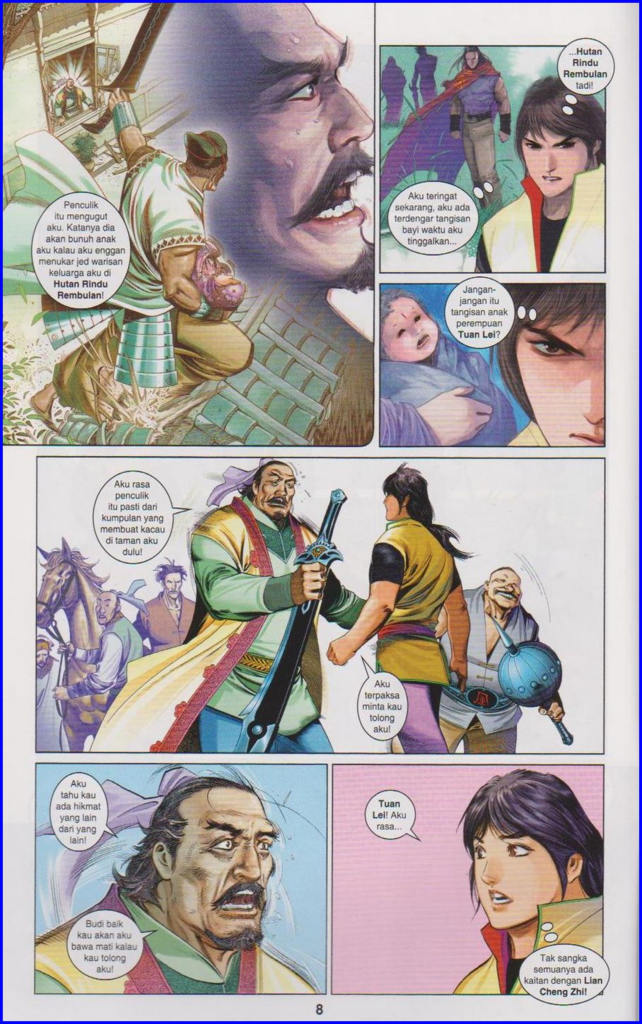 Penculik
itu mengugut
aku. Katanya dia
akan bunuh anak
aku kalau aku enggan
menukar jed warisan
keluarga aku di
Hutan Rindu
Rembulan!
...Hutan
Rindu
Rembulan
tadi!
Aku teringat
sekarang, aku ada
terdengar tangisan
bayi waktu aku
tinggalkan...
Jangan-
jangan itu
tangisan anak
perempuan
Tuan Lei?
Aku rasa
penculik
itu pasti dari
kumpulan yang
membuat kacau
di taman aku
dulu!
Aku
terpaksa
minta kau
tolong
aku!
Aku
tahu kau
ada hikmat
yang lain
dari yang
lain!
Budi baik
kau akan aku
bawa mati kalau
kau tolong
aku!
Tuan
Lei! Aku
rasa...
Tak sangka
semuanya ada
kaitan dengan Lian
Cheng Zhi!
8